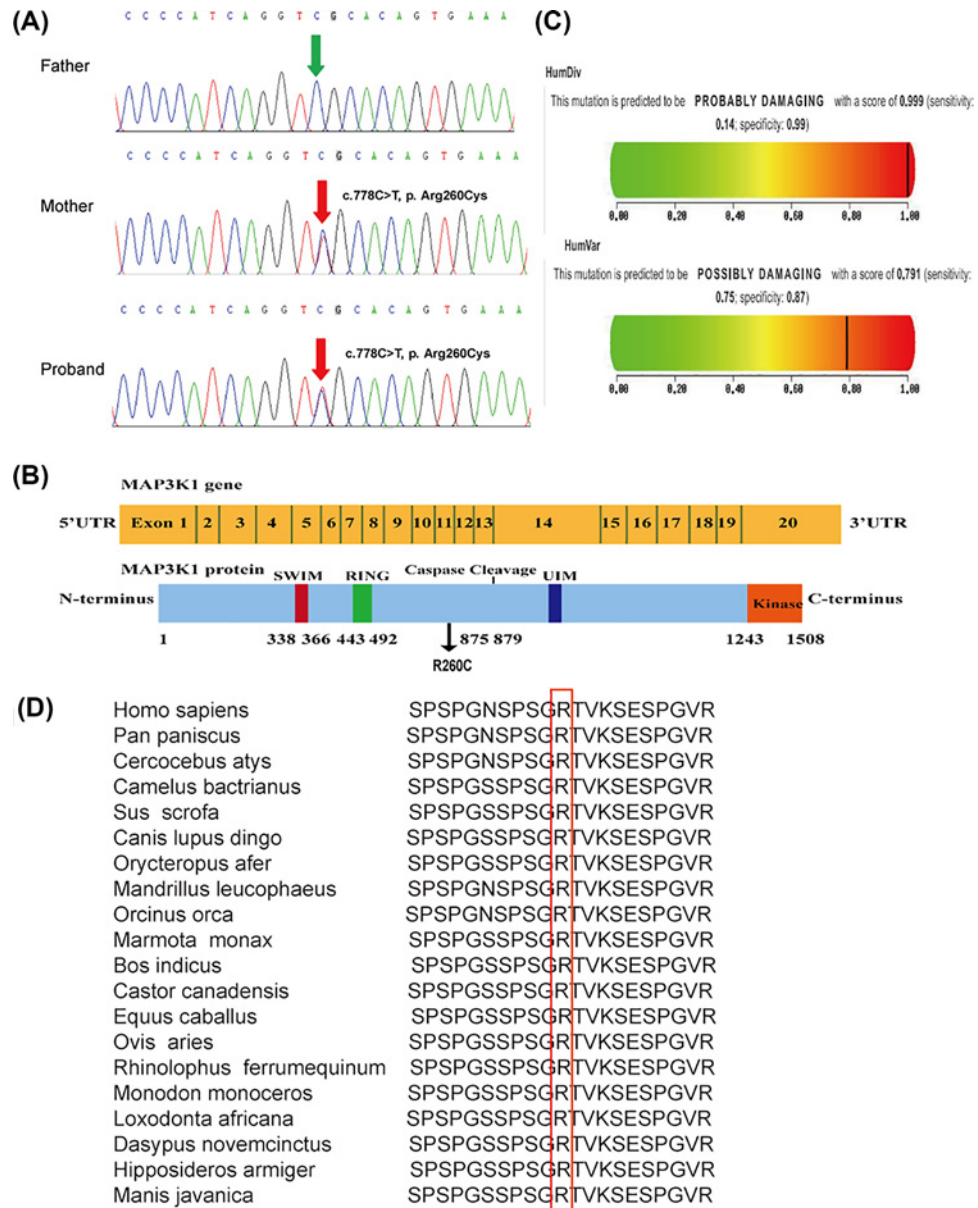 (A)
C C C C A T C A G G T C G C A C A G T G A A A
Father
C C C C A T C A G G T C G C A C A G T G A A A
Mother
c.778C>T, p. Arg260Cys
C C C C A T C A G G T C G C A C A G T G A A A
Proband
c.778C>T, p. Arg260Cys
(C)
HumDiv
This mutation is predicted to be PROBABLY DAMAGING with a score of 0.999 (sensitivity:
0.14; specificity: 0.99)
0.00 0.20 0.40 0.60 0.80 1.00
HumVar
This mutation is predicted to be POSSIBLY DAMAGING with a score of 0.791 (sensitivity:
0.75; specificity: 0.87)
0.00 0.20 0.40 0.60 0.80 1.00
(B)
MAP3K1 gene
5'UTR Exon 1 2 3 4 5 6 7 8 9 10 11 12 13 14 15 16 17 18 19 20 3'UTR
MAP3K1 protein SWIM RING Caspase Cleavage UIM
N-terminus Kinase C-terminus
1 338 366 443 492 875 879 1243 1508
R260C
(D)
Homo sapiens SPSPGNSPSGRTVKSESPGVR
Pan paniscus SPSPGNSPSGRTVKSESPGVR
Cercocebus atys SPSPGNSPSGRTVKSESPGVR
Camelus bactrianus SPSPGSSPSGRTVKSESPGVR
Sus scrofa SPSPGSSPSGRTVKSESPGVR
Canis lupus dingo SPSPGSSPSGRTVKSESPGVR
Orycteropus afer SPSPGSSPSGRTVKSESPGVR
Mandrillus leucophaeus SPSPGNSPSGRTVKSESPGVR
Orcinus orca SPSPGNSPSGRTVKSESPGVR
Marmota monax SPSPGSSPSGRTVKSESPGVR
Bos indicus SPSPGSSPSGRTVKSESPGVR
Castor canadensis SPSPGSSPSGRTVKSESPGVR
Equus caballus SPSPGSSPSGRTVKSESPGVR
Ovis aries SPSPGSSPSGRTVKSESPGVR
Rhinolophus ferrumequinum SPSPGSSPSGRTVKSESPGVR
Monodon monoceros SPSPGSSPSGRTVKSESPGVR
Loxodonta africana SPSPGSSPSGRTVKSESPGVR
Dasypus novemcinctus SPSPGSSPSGRTVKSESPGVR
Hipposideros armiger SPSPGSSPSGRTVKSESPGVR
Manis javanica SPSPGSSPSGRTVKSESPGVR